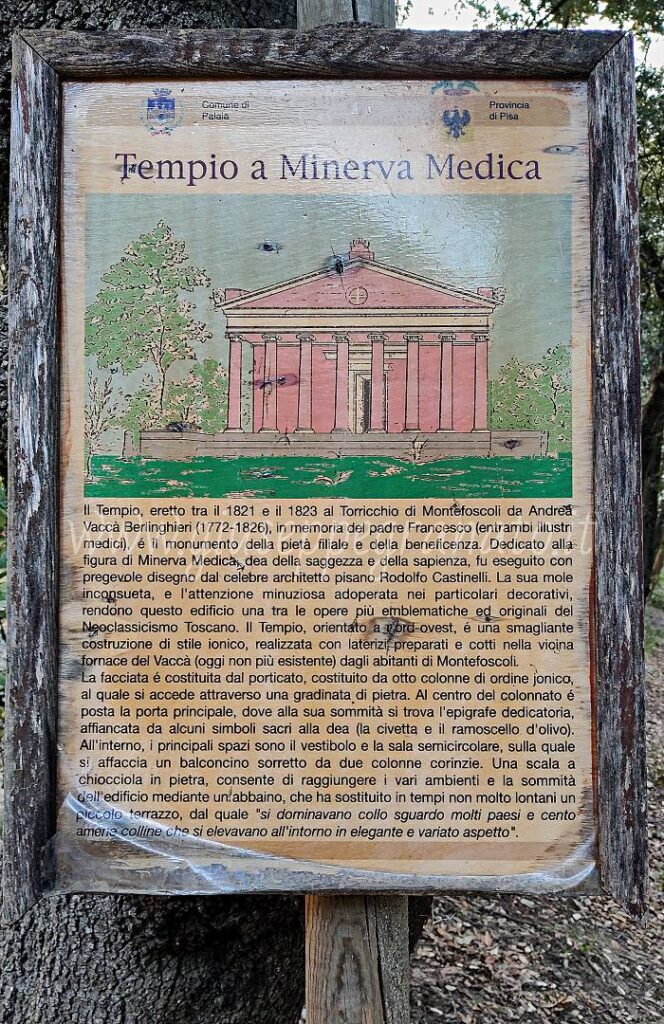 Comune di
Palaia
Provincia
di Pisa
Tempio a Minerva Medica
Il Tempio, eretto tra il 1821 e il 1823 al Torricchio di Montefoscoli da Andrea
Vaccà Berlinghieri (1772-1826), in memoria del padre Francesco (entrambi illustri
medici), è il monumento della pietà filiale e della beneficenza. Dedicato alla
figura di Minerva Medica, dea della saggezza e della sapienza, fu eseguito con
pregevole disegno dal celebre architetto pisano Rodolfo Castinelli. La sua mole
inconsueta, e l'attenzione minuziosa adoperata nei particolari decorativi,
rendono questo edificio una tra le opere più emblematiche ed originali del
Neoclassicismo Toscano. Il Tempio, orientato a nord-ovest, é una smagliante
costruzione di stile ionico, realizzata con laterizi preparati e cotti nella vicina
fornace del Vaccà (oggi non più esistente) dagli abitanti di Montefoscoli.
La facciata é costituita dal porticato, costituito da otto colonne di ordine jonico,
al quale si accede attraverso una gradinata di pietra. Al centro del colonnato é
posta la porta principale, dove alla sua sommità si trova l'epigrafe dedicatoria,
affiancata da alcuni simboli sacri alla dea (la civetta e il ramoscello d'olivo).
All'interno, i principali spazi sono il vestibolo e la sala semicircolare, sulla quale
si affaccia un balconcino sorretto da due colonne corinzie. Una scala a
chiocciola in pietra, consente di raggiungere i vari ambienti e la sommità
dell'edificio mediante un'abbaino, che ha sostituito in tempi non molto lontani un
piccolo terrazzo, dal quale "si dominavano collo sguardo molti paesi e cento
amene colline che si elevavano all'intorno in elegante e variato aspetto".